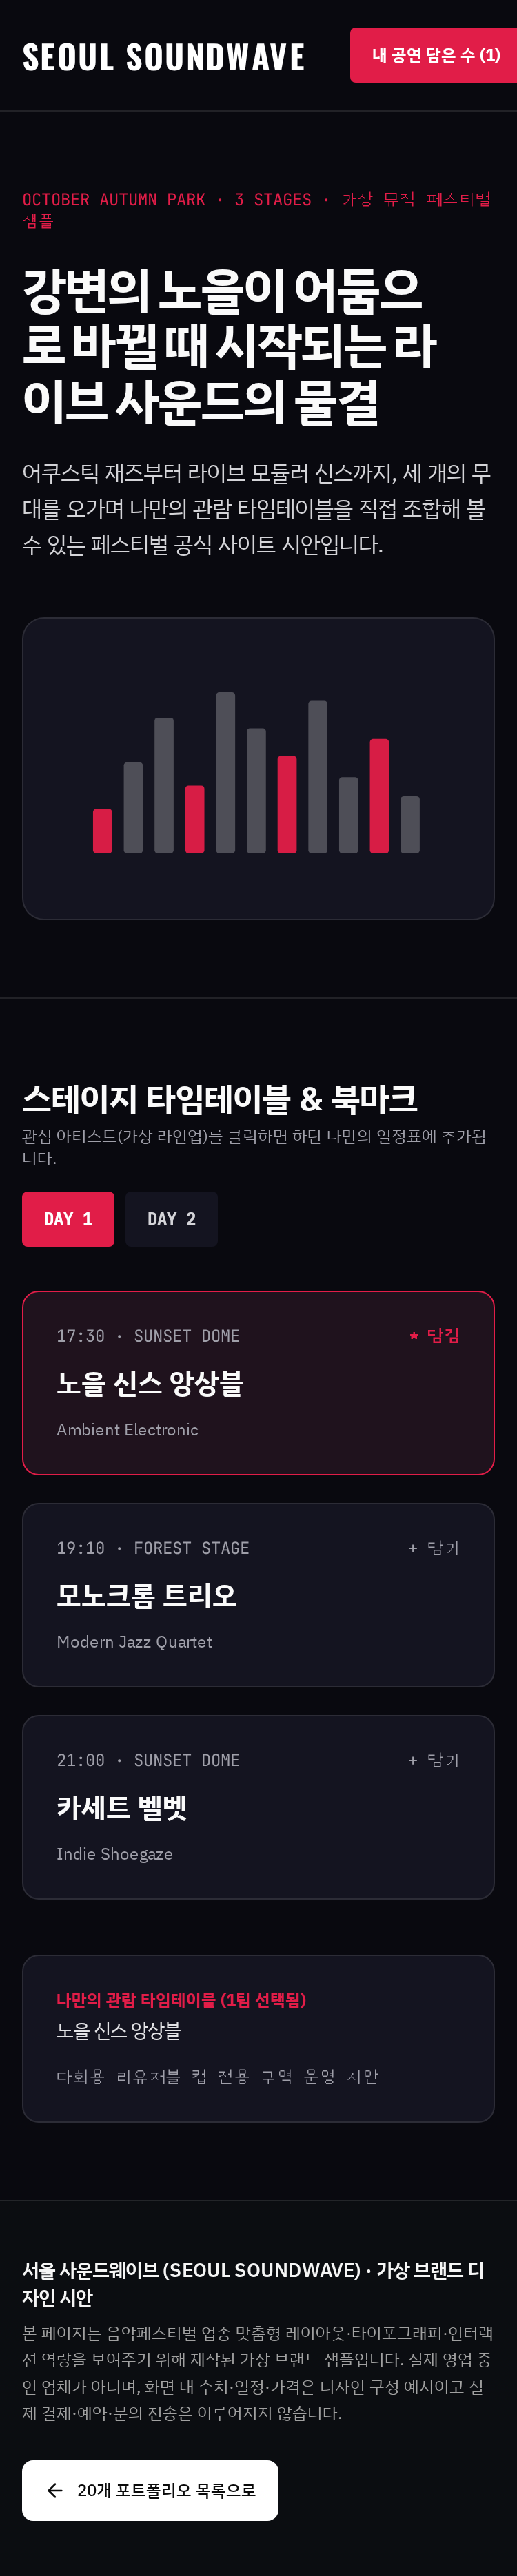 SEOUL SOUNDWAVE
내 공연 담은 수 (1)
OCTOBER AUTUMN PARK · 3 STAGES · 가상 뮤직 페스티벌
샘플
강변의 노을이 어둠으
로 바뀔 때 시작되는 라
이브 사운드의 물결
어쿠스틱 재즈부터 라이브 모듈러 신스까지, 세 개의 무
대를 오가며 나만의 관람 타임테이블을 직접 조합해 볼
수 있는 페스티벌 공식 사이트 시안입니다.
스테이지 타임테이블 & 북마크
관심 아티스트(가상 라인업)를 클릭하면 하단 나만의 일정표에 추가됩
니다.
DAY 1
DAY 2
17:30 · SUNSET DOME
* 담김
노을 신스 앙상블
Ambient Electronic
19:10 · FOREST STAGE
+ 담기
모노크롬 트리오
Modern Jazz Quartet
21:00 · SUNSET DOME
+ 담기
카세트 벨벳
Indie Shoegaze
나만의 관람 타임테이블 (1팀 선택됨)
노을 신스 앙상블
다회용 리유저블 컵 전용 구역 운영 시안
서울 사운드웨이브 (SEOUL SOUNDWAVE) · 가상 브랜드 디
자인 시안
본 페이지는 음악페스티벌 업종 맞춤형 레이아웃·타이포그래피·인터랙
션 역량을 보여주기 위해 제작된 가상 브랜드 샘플입니다. 실제 영업 중
인 업체가 아니며, 화면 내 수치·일정·가격은 디자인 구성 예시이고 실
제 결제·예약·문의 전송은 이루어지지 않습니다.
← 20개 포트폴리오 목록으로